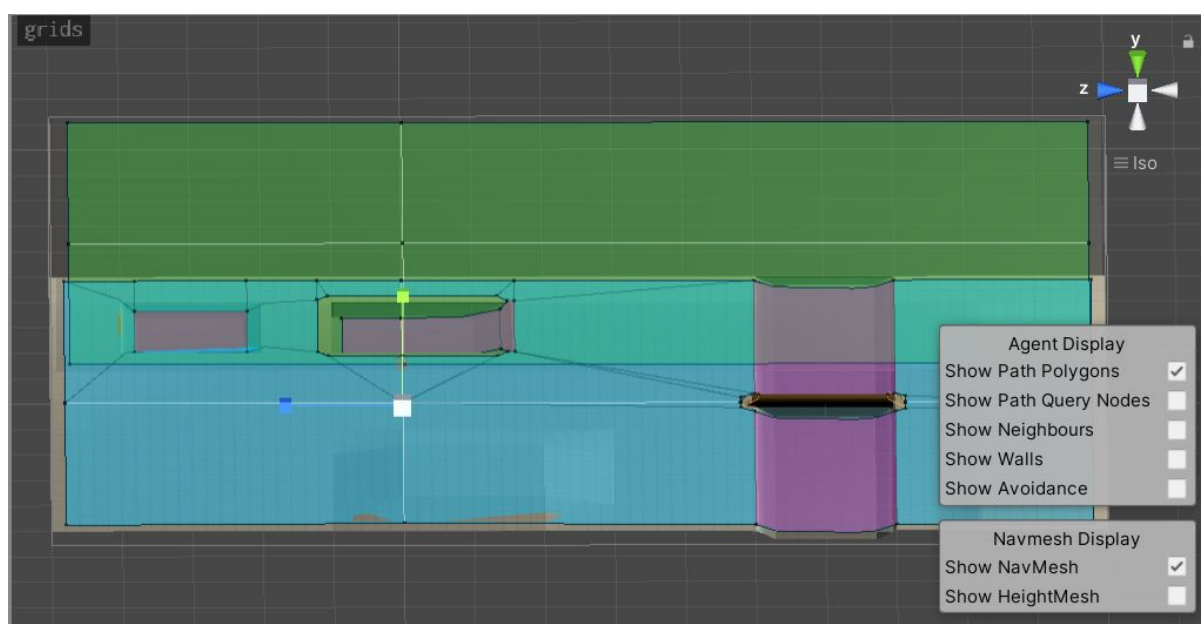 grids
y
z
Iso
Agent Display
Show Path Polygons
Show Path Query Nodes
Show Neighbours
Show Walls
Show Avoidance
Navmesh Display
Show NavMesh
Show HeightMesh